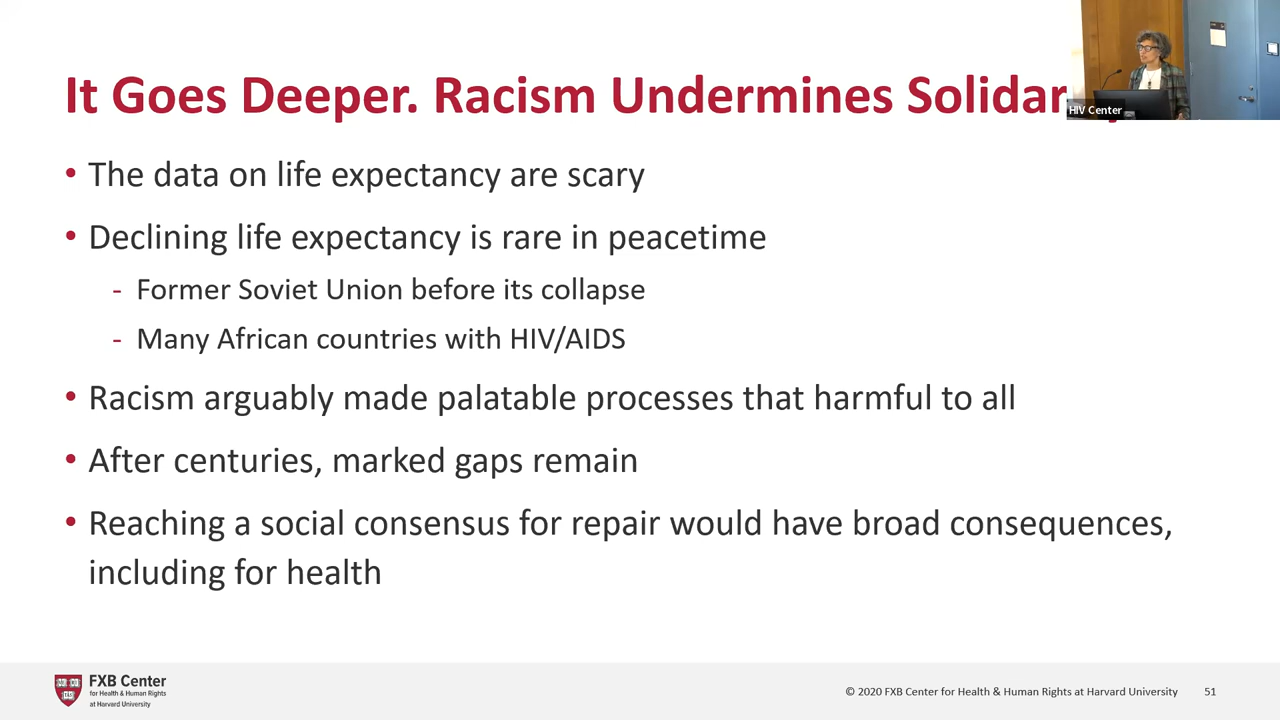 It Goes Deeper. Racism Undermines
HIV Center
• The data on life expectancy are scary
• Declining life expectancy is rare in peacetime
- Former Soviet Union before its collapse
- Many African countries with HIV/AIDS
• Racism arguably made palatable processes that harmful to all
• After centuries, marked gaps remain
• Reaching a social consensus for repair would have broad consequences,
including for health
FXB Center
for Health & Human Rights
at Harvard University
© 2020 FXB Center for Health & Human Rights at Harvard University 51